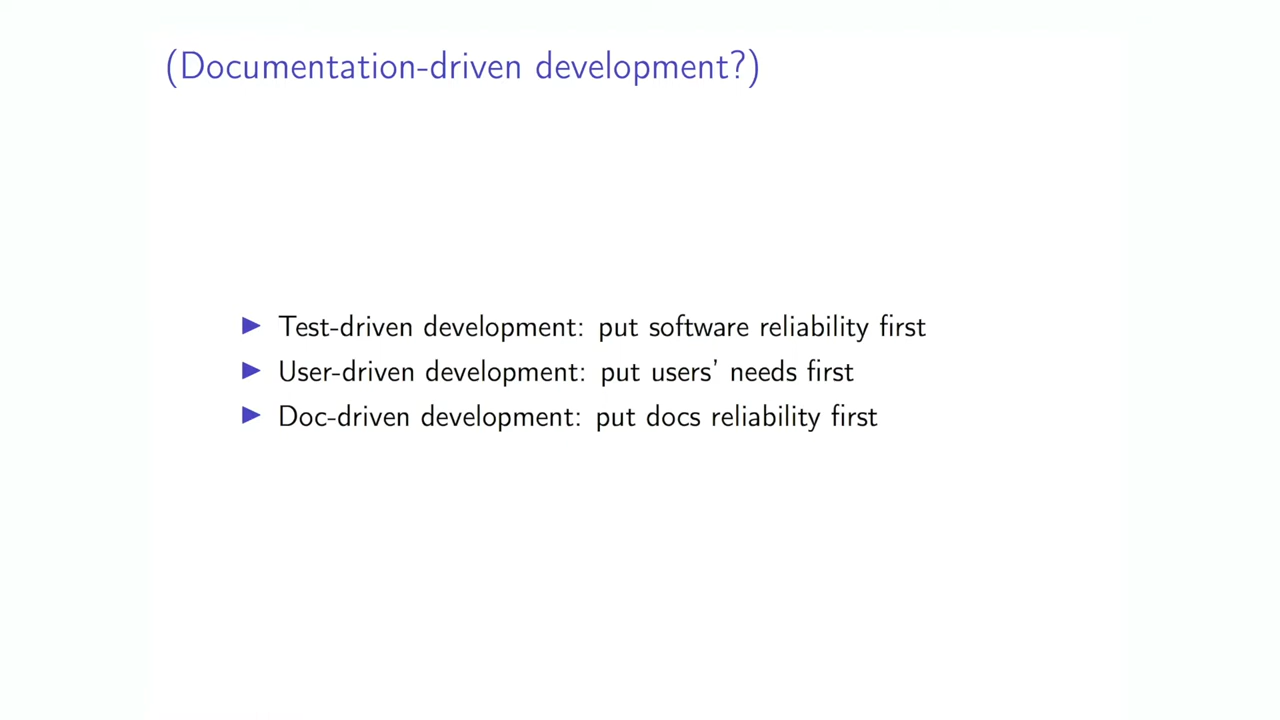 (Documentation-driven development?)
▶ Test-driven development: put software reliability first
▶ User-driven development: put users' needs first
▶ Doc-driven development: put docs reliability first